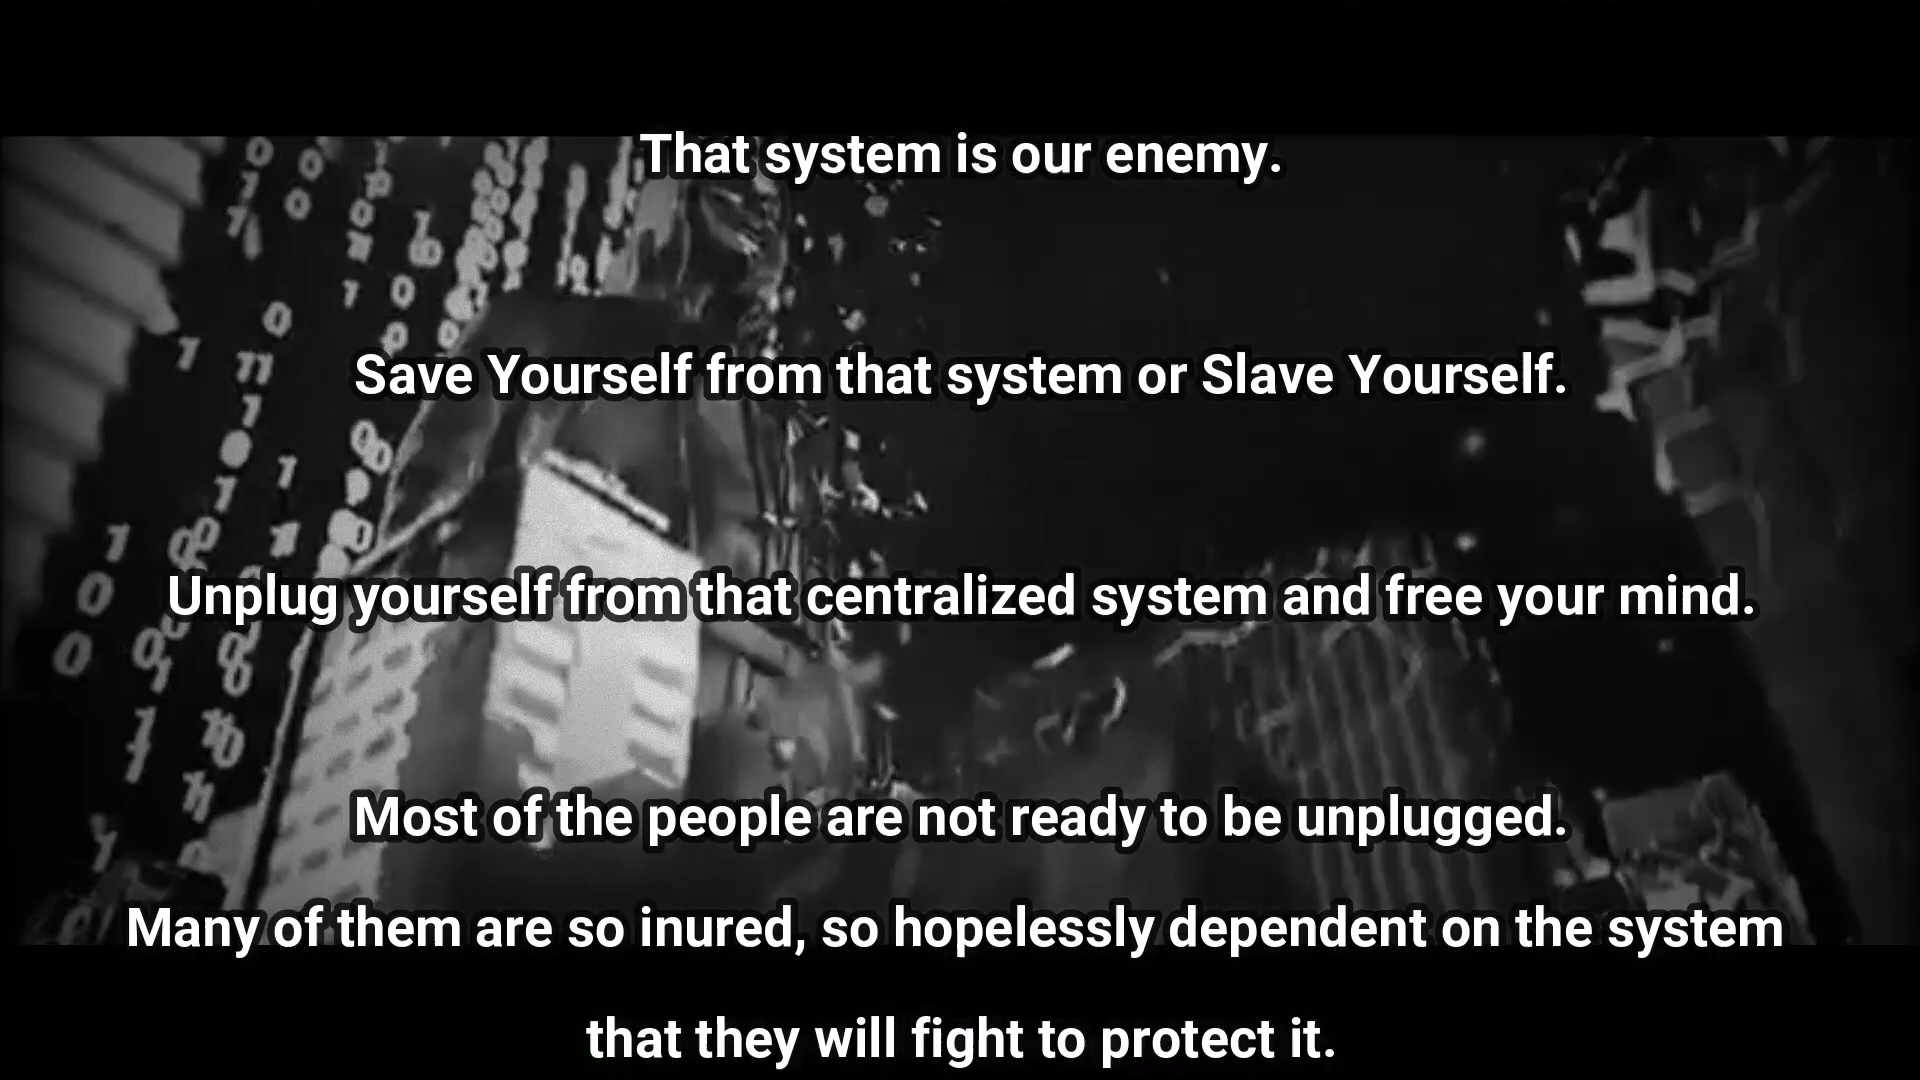 That system is our enemy.
Save Yourself from that system or Slave Yourself.
Unplug yourself from that centralized system and free your mind.
Most of the people are not ready to be unplugged.
Many of them are so inured, so hopelessly dependent on the system
that they will fight to protect it.